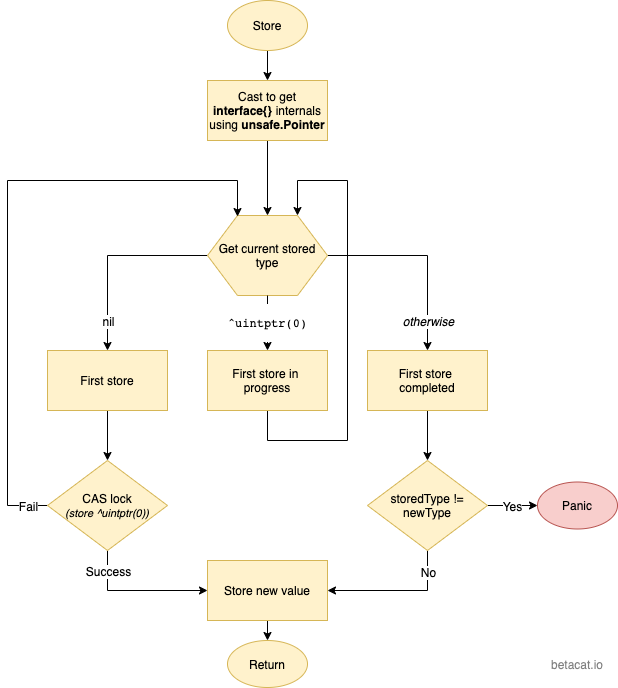 Store
Cast to get
interface{} internals
using unsafe.Pointer
Get current stored
type
nil
^uintptr(0)
otherwise
First store
First store in
progress
First store
completed
CAS lock
(store ^uintptr(0))
storedType !=
newType
Fail
Yes
Panic
Success
No
Store new value
Return
betacat.io